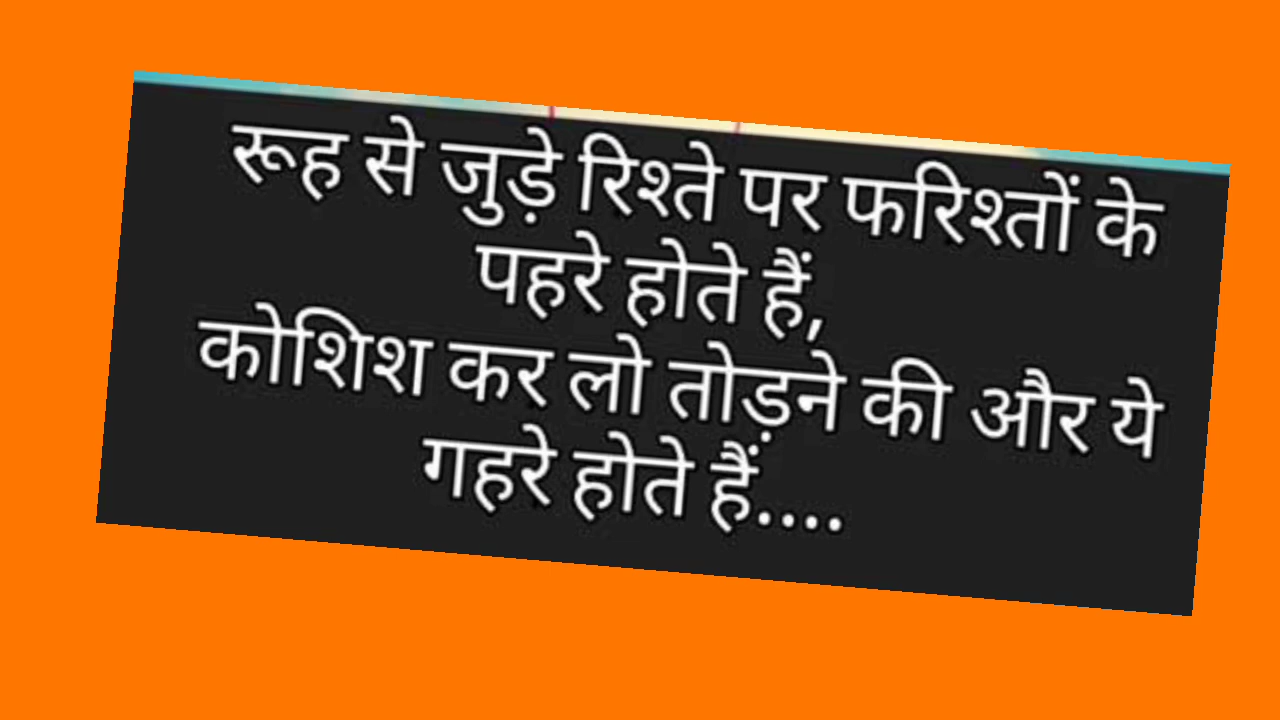 रूह से जुड़े रिश्ते पर फरिश्तों के
पहरे होते हैं,
कोशिश कर लो तोड़ने की और ये
गहरे होते हैं....